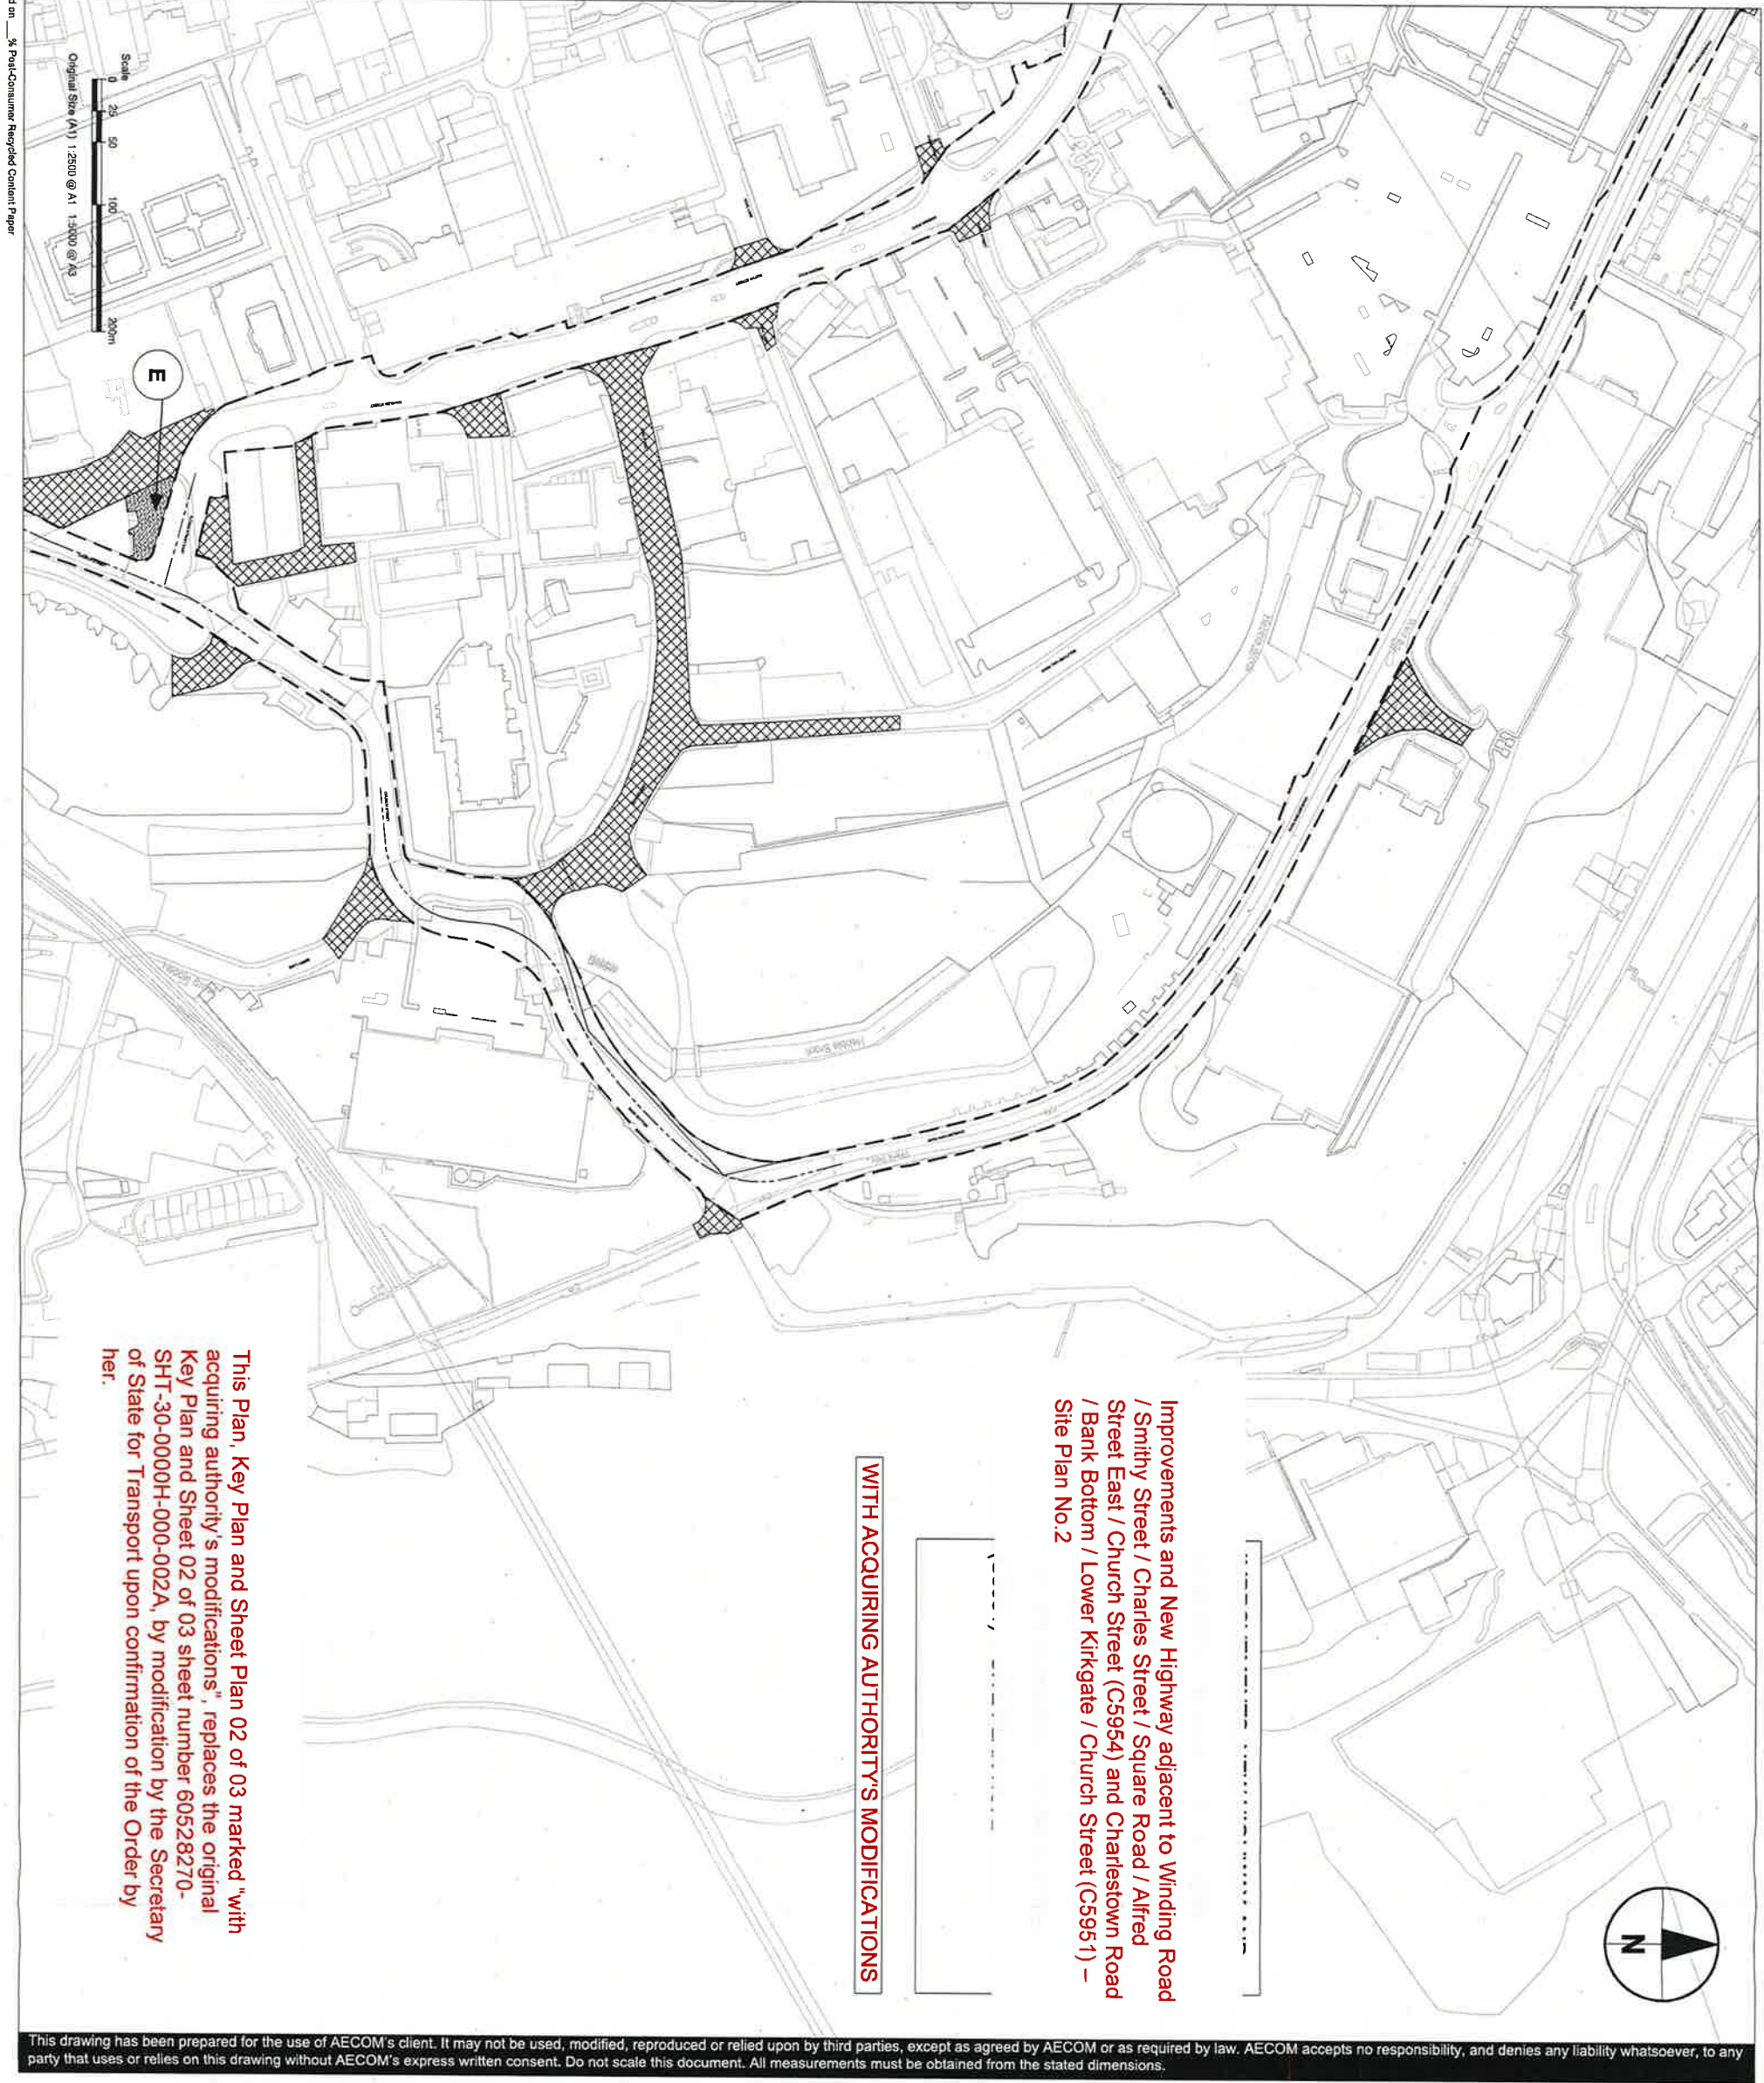 Improvements and New Highway adjacent to Winding Road
/ Smithy Street / Charles Street / Square Road / Alfred
Street East / Church Street (C5954) and Charlestown Road
/ Bank Bottom / Lower Kirkgate / Church Street (C5951) –
Site Plan No.2
WITH ACQUIRING AUTHORITY'S MODIFICATIONS
This Plan, Key Plan and Sheet Plan 02 of 03 marked "with
acquiring authority's modifications", replaces the original
Key Plan and Sheet 02 of 03 sheet number 60528270-
SHT-30-0000H-000-002A, by modification by the Secretary
of State for Transport upon confirmation of the Order by
her.
N
E
Hebble Brook
Scale
0 25 50 100 200m
Original Size (A1) 1:2500 @ A1 1:5000 @ A3
d on __% Post-Consumer Recycled Content Paper
This drawing has been prepared for the use of AECOM's client. It may not be used, modified, reproduced or relied upon by third parties, except as agreed by AECOM or as required by law. AECOM accepts no responsibility, and denies any liability whatsoever, to any
party that uses or relies on this drawing without AECOM's express written consent. Do not scale this document. All measurements must be obtained from the stated dimensions.